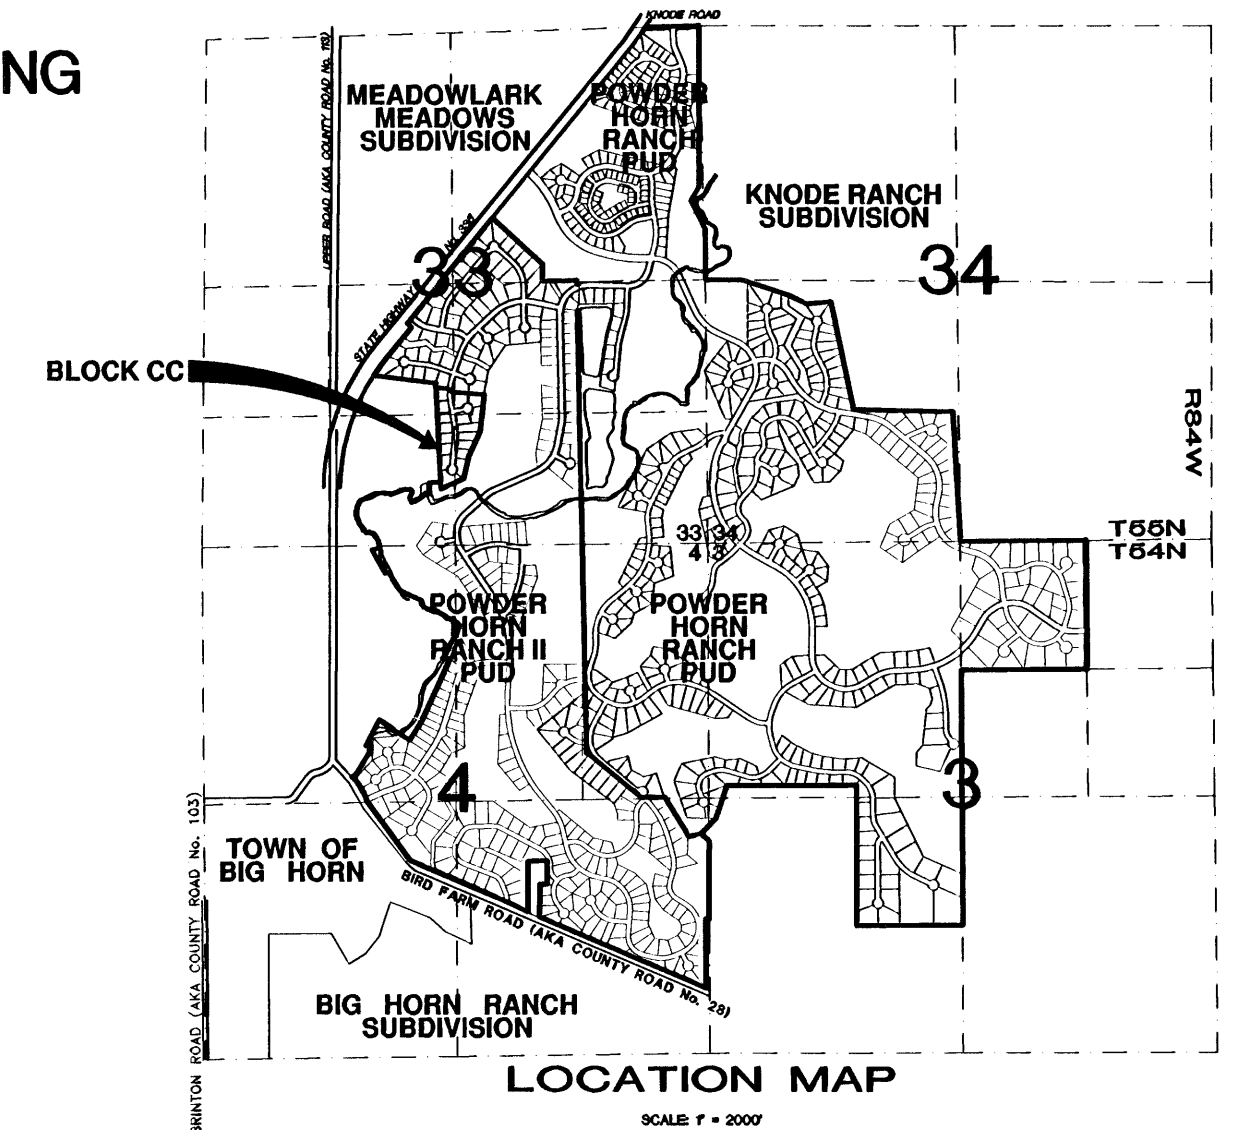 NG
KNODE ROAD
UPPER ROAD (AKA COUNTY ROAD No. 113)
MEADOWLARK
MEADOWS
SUBDIVISION
POWDER
HORN
RANCH
PUD
KNODE RANCH
SUBDIVISION
33
34
STATE HIGHWAY
BLOCK CC
R84W
33 34
4 3
T55N
T54N
POWDER
HORN
RANCH II
PUD
POWDER
HORN
RANCH
PUD
4
3
TOWN OF
BIG HORN
BIRD FARM ROAD (AKA COUNTY ROAD No. 28)
BRINTON ROAD (AKA COUNTY ROAD No. 103)
BIG HORN RANCH
SUBDIVISION
LOCATION MAP
SCALE: 1" = 2000'